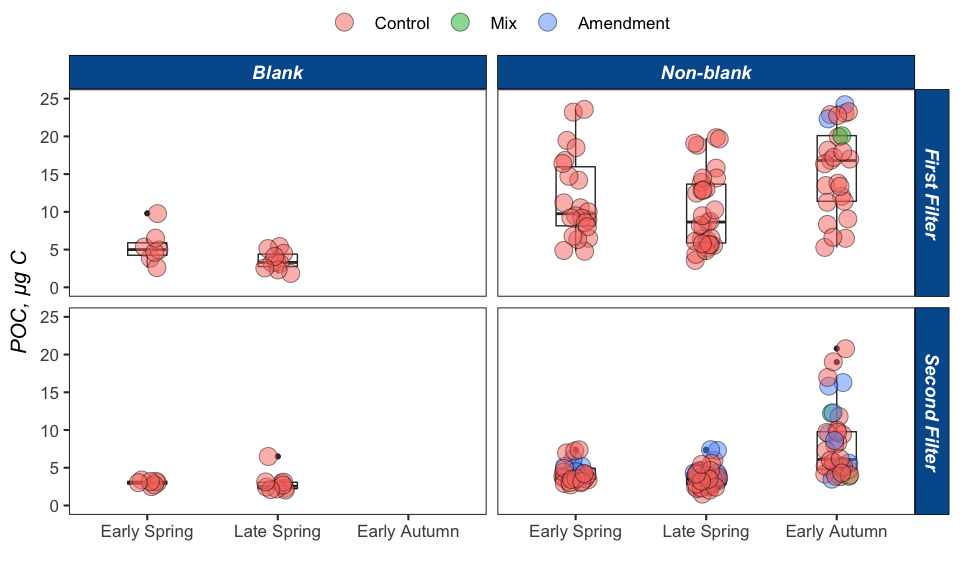 Control Mix Amendment
Blank Non-blank
25
20
15
10
5
0
First Filter
POC, µg C
25
20
15
10
5
0
Second Filter
Early Spring Late Spring Early Autumn Early Spring Late Spring Early Autumn